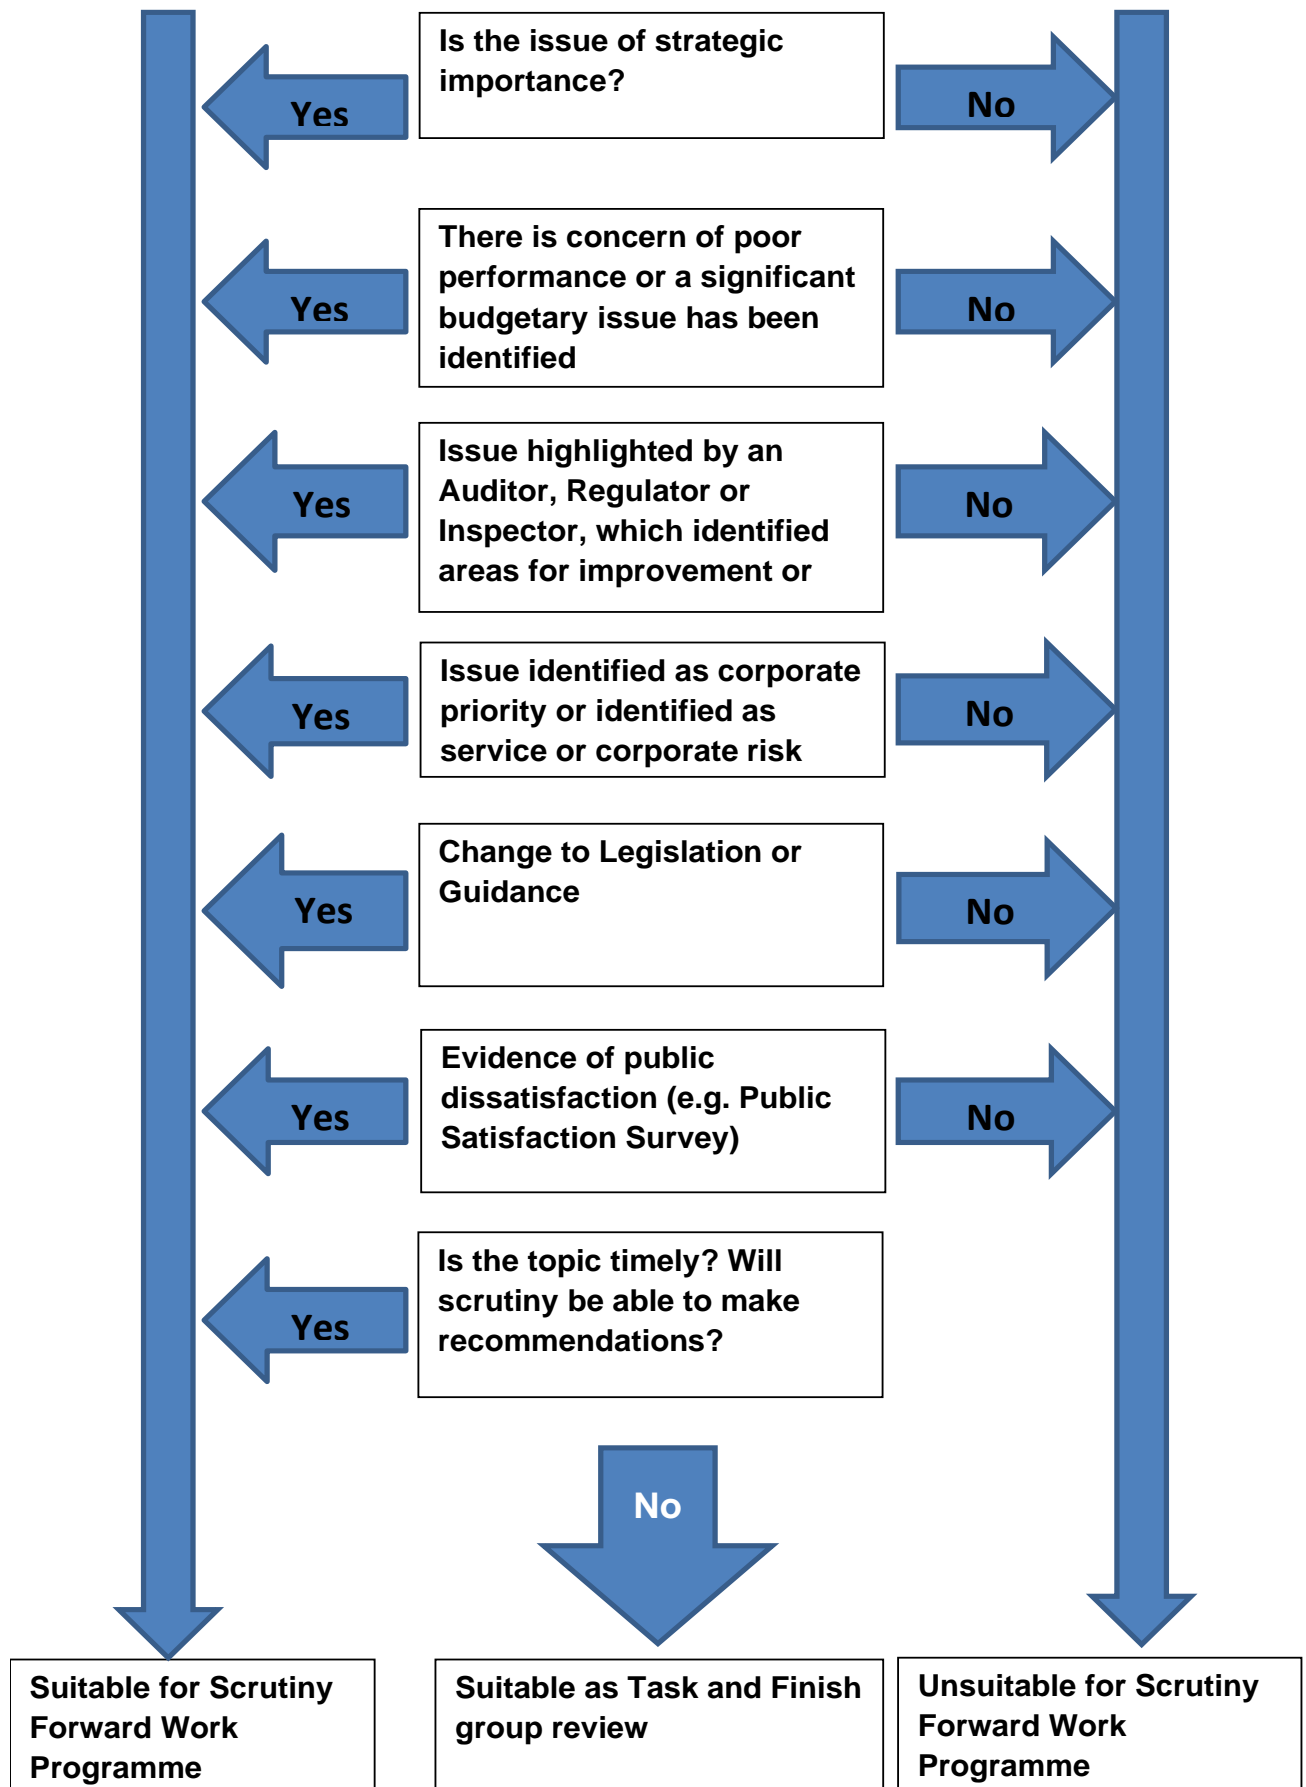 Is the issue of strategic
importance?
Yes
No
There is concern of poor
performance or a significant
budgetary issue has been
identified
Yes
No
Issue highlighted by an
Auditor, Regulator or
Inspector, which identified
areas for improvement or
Yes
No
Issue identified as corporate
priority or identified as
service or corporate risk
Yes
No
Change to Legislation or
Guidance
Yes
No
Evidence of public
dissatisfaction (e.g. Public
Satisfaction Survey)
Yes
No
Is the topic timely? Will
scrutiny be able to make
recommendations?
Yes
No
Suitable for Scrutiny
Forward Work
Programme
Suitable as Task and Finish
group review
Unsuitable for Scrutiny
Forward Work
Programme